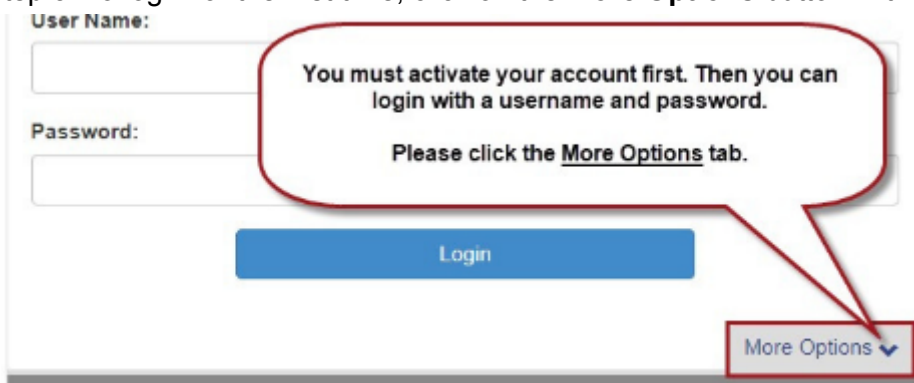 User Name:
You must activate your account first. Then you can
login with a username and password.
Password:
Please click the More Options tab.
Login
More Options